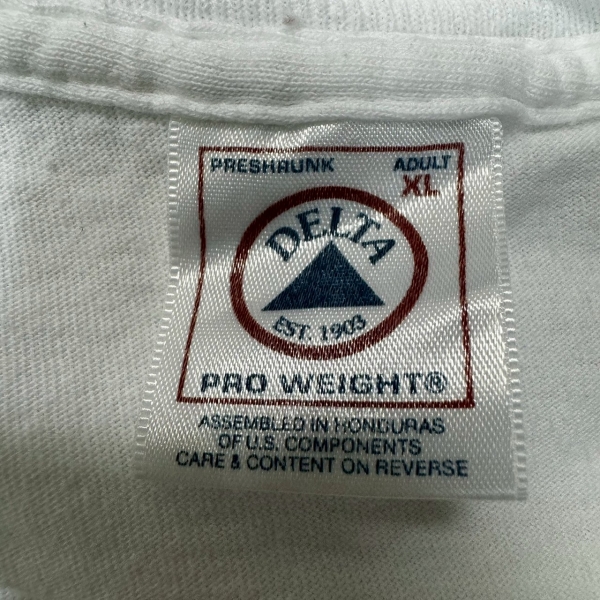 PRESHRUNK ADULT
XL
DELTA
EST. 1903
PRO WEIGHT®
ASSEMBLED IN HONDURAS
OF U.S. COMPONENTS
CARE & CONTENT ON REVERSE